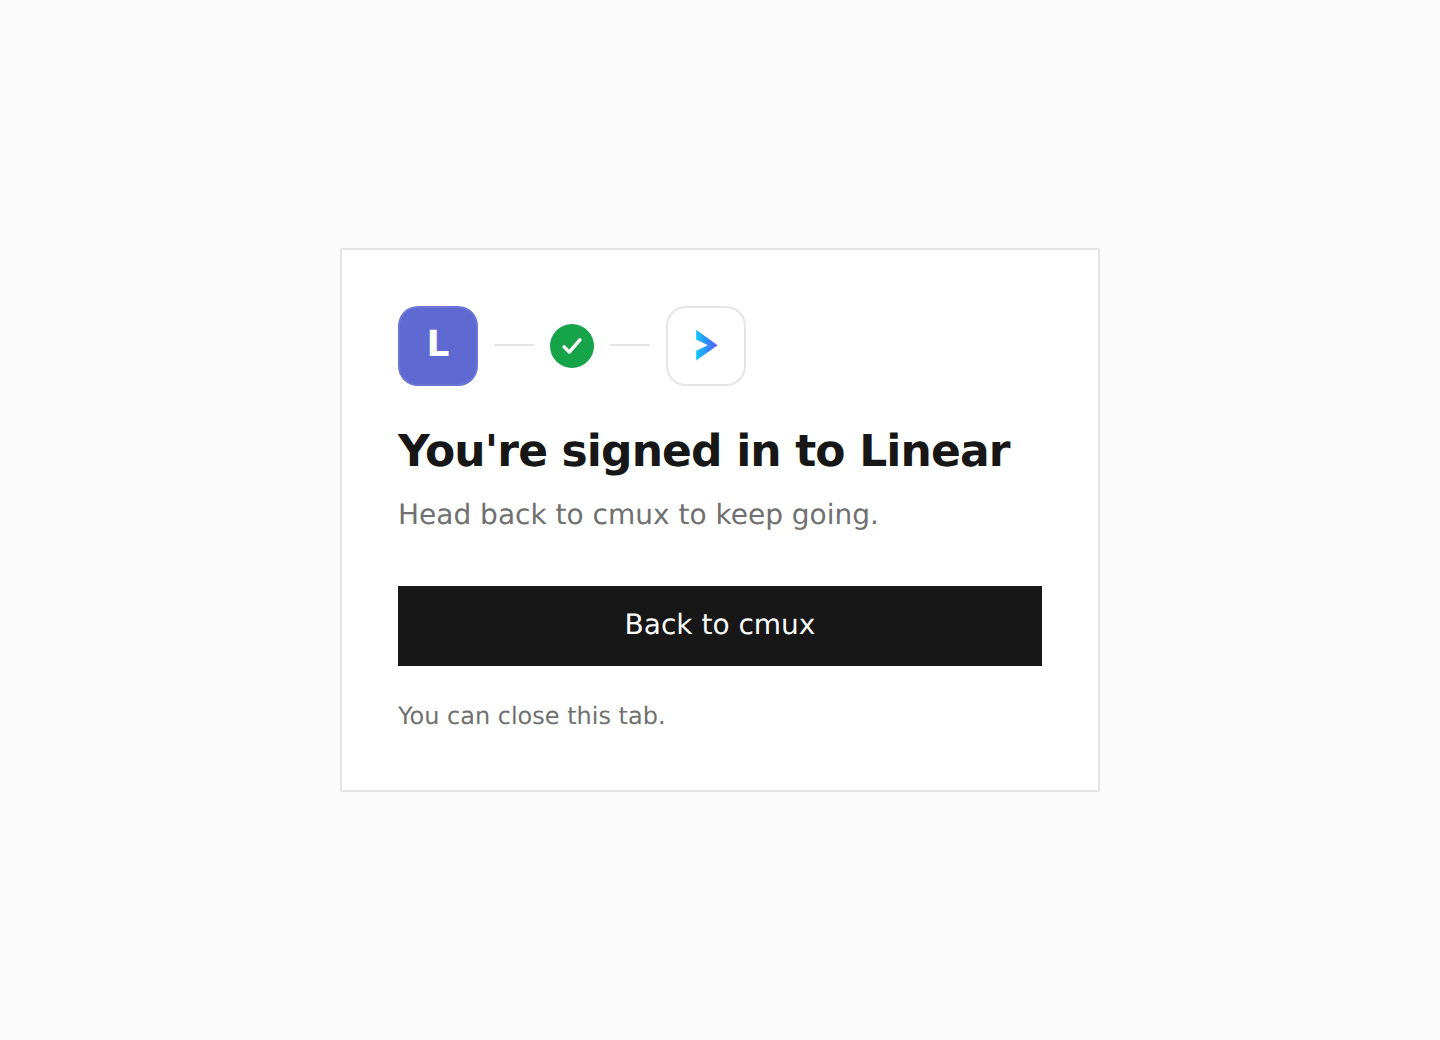 L
You're signed in to Linear
Head back to cmux to keep going.
Back to cmux
You can close this tab.